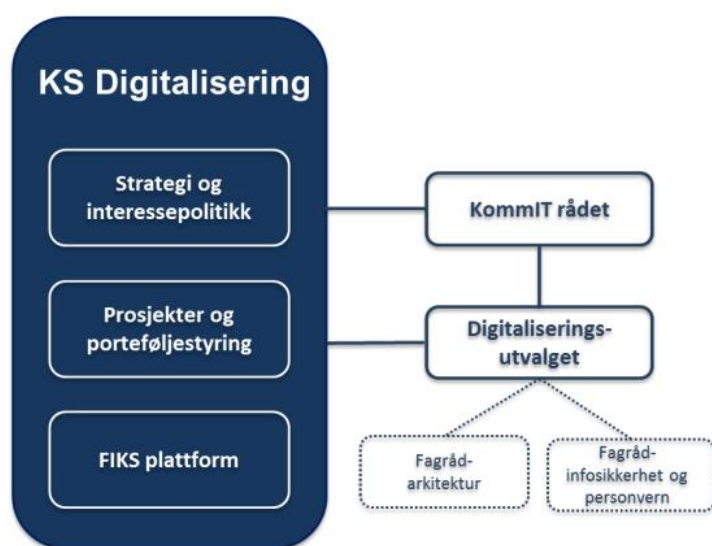 KS Digitalisering
Strategi og
interessepolitikk
KommIT rådet
Prosjekter og
porteføljestyring
Digitaliserings-
utvalget
FIKS plattform
Fagråd-
arkitektur
Fagråd-
infosikkerhet og
personvern